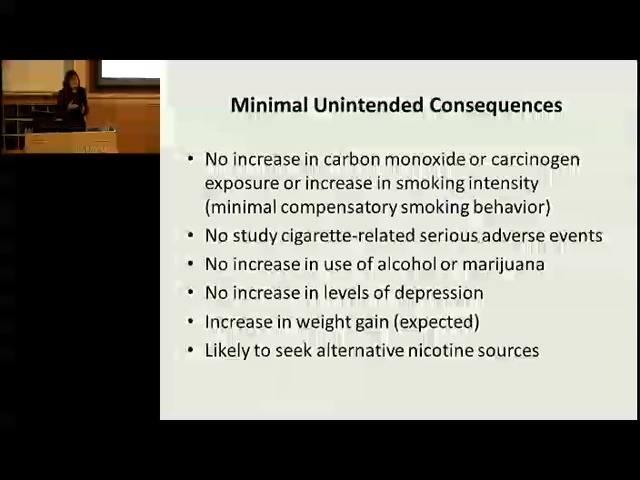 Minimal Unintended Consequences
• No increase in carbon monoxide or carcinogen
exposure or increase in smoking intensity
(minimal compensatory smoking behavior)
• No study cigarette-related serious adverse events
• No increase in use of alcohol or marijuana
• No increase in levels of depression
• Increase in weight gain (expected)
• Likely to seek alternative nicotine sources